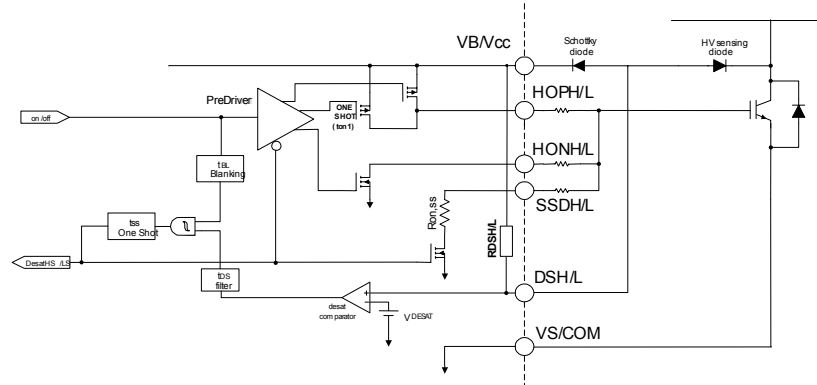 VB/Vcc
Schottky
diode
HV sensing
diode
HOPH/L
PreDriver
ONE
SHOT
(ton1)
on/off
tBL
Blanking
HONH/L
SSDH/L
Ron,ss
tss
One Shot
RDSH/L
DesatHS/LS
tDS
filter
DSH/L
desat
comparator
VDESAT
VS/COM